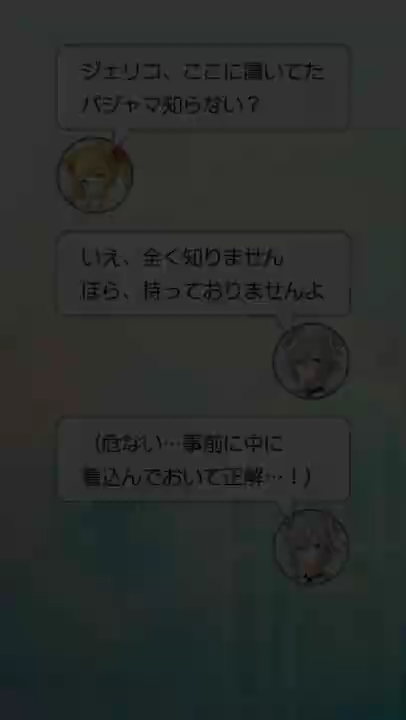 ジェリコ、ここに置いてた
パジャマ知らない？
いえ、全く知りません
ほら、持っておりませんよ
（危ない…事前に中に
着込んでおいて正解…！）